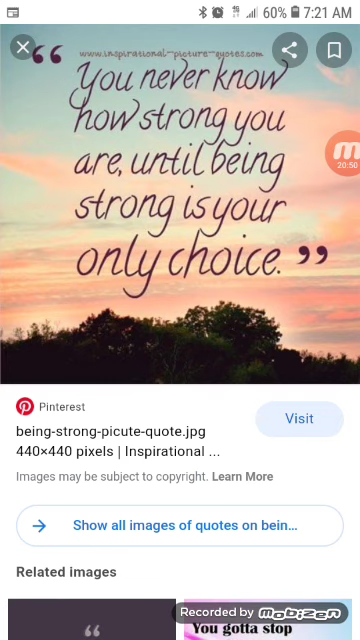 60% 7:21 AM
www.inspirational-picture-quotes.com
“ You never know
how strong you
are, until being
strong is your
only choice. ”
20:50
Pinterest
being-strong-picute-quote.jpg
440×440 pixels | Inspirational ...
Visit
Images may be subject to copyright. Learn More
Show all images of quotes on bein...
Related images
“
You gotta stop
Recorded by mobizen